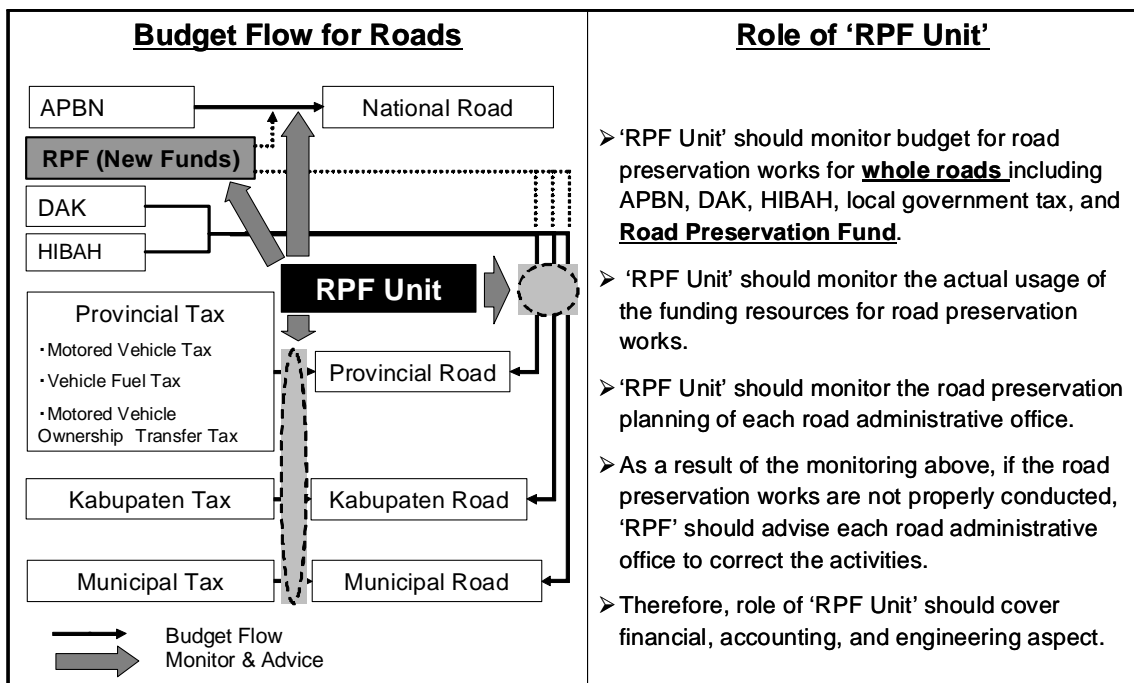 Budget Flow for Roads
APBN
National Road
RPF (New Funds)
DAK
HIBAH
RPF Unit
Provincial Tax
・Motored Vehicle Tax
・Vehicle Fuel Tax
・Motored Vehicle
Ownership Transfer Tax
Provincial Road
Kabupaten Tax
Kabupaten Road
Municipal Tax
Municipal Road
Budget Flow
Monitor & Advice
Role of ‘RPF Unit’
➢ ‘RPF Unit’ should monitor budget for road
preservation works for whole roads including
APBN, DAK, HIBAH, local government tax, and
Road Preservation Fund.
➢ ‘RPF Unit’ should monitor the actual usage of
the funding resources for road preservation
works.
➢ ‘RPF Unit’ should monitor the road preservation
planning of each road administrative office.
➢ As a result of the monitoring above, if the road
preservation works are not properly conducted,
‘RPF’ should advise each road administrative
office to correct the activities.
➢ Therefore, role of ‘RPF Unit’ should cover
financial, accounting, and engineering aspect.